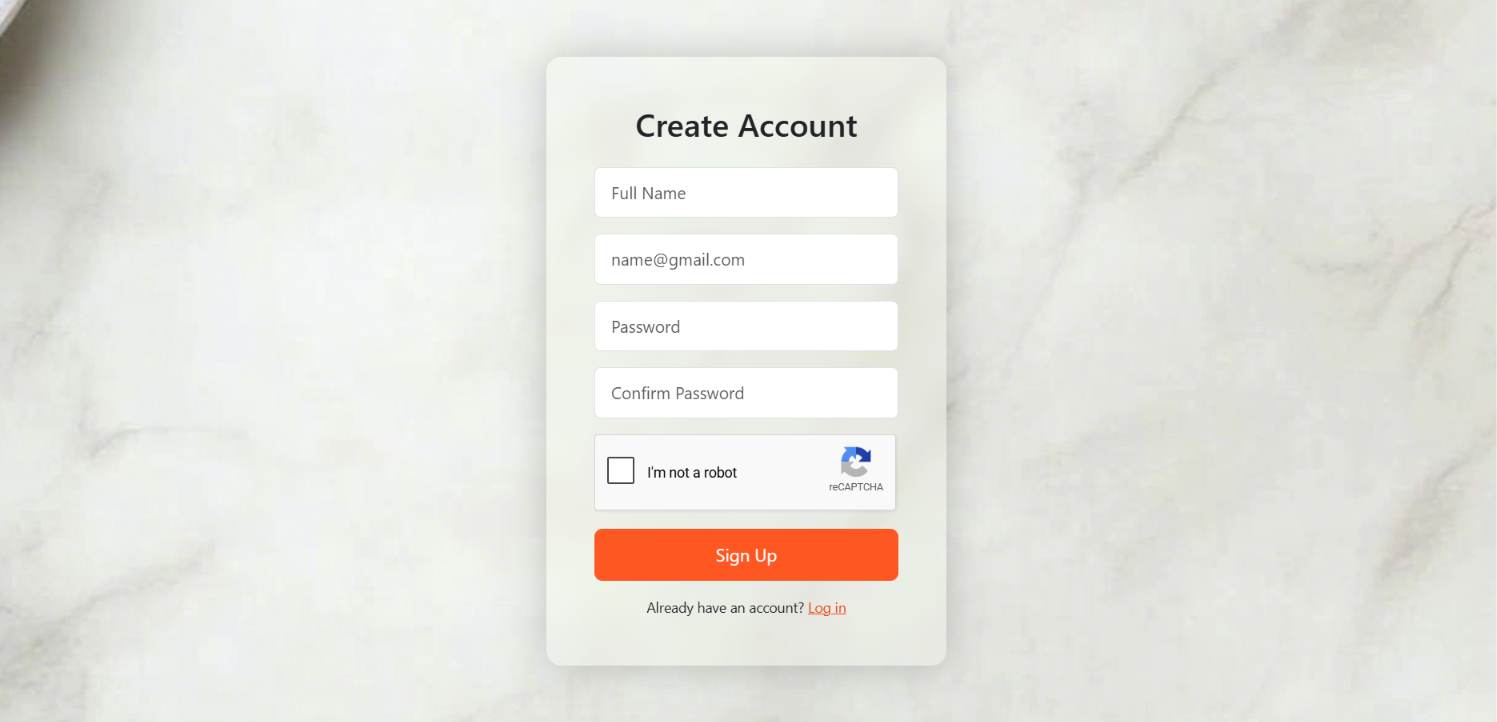 Create Account
Full Name
name@gmail.com
Password
Confirm Password
I'm not a robot
reCAPTCHA
Sign Up
Already have an account? Log in